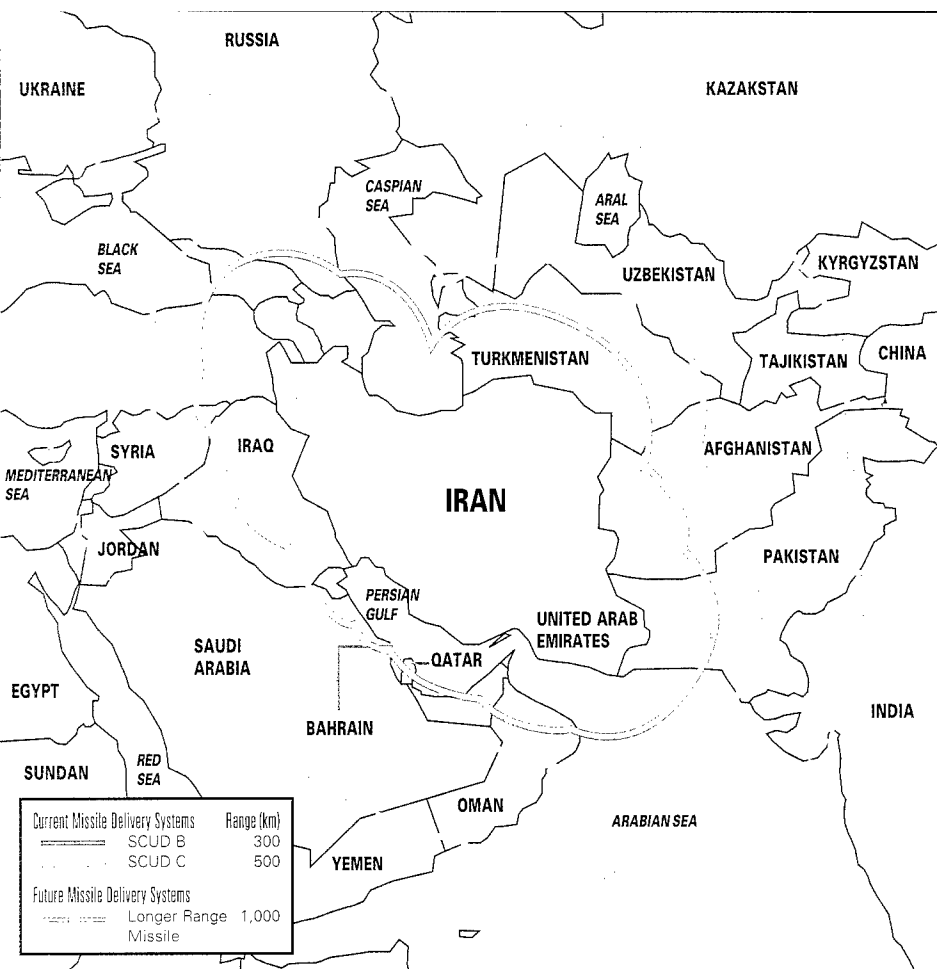 RUSSIA
UKRAINE
KAZAKSTAN
CASPIAN
SEA
ARAL
SEA
BLACK
SEA
UZBEKISTAN
KYRGYZSTAN
TURKMENISTAN
TAJIKISTAN
CHINA
SYRIA
IRAQ
AFGHANISTAN
MEDITERRANEAN
SEA
IRAN
JORDAN
PAKISTAN
PERSIAN
GULF
UNITED ARAB
EMIRATES
SAUDI
ARABIA
QATAR
EGYPT
BAHRAIN
INDIA
RED
SEA
SUNDAN
OMAN
ARABIAN SEA
YEMEN
Current Missile Delivery Systems Range (km)
SCUD B 300
SCUD C 500
Future Missile Delivery Systems
Longer Range 1,000
Missile